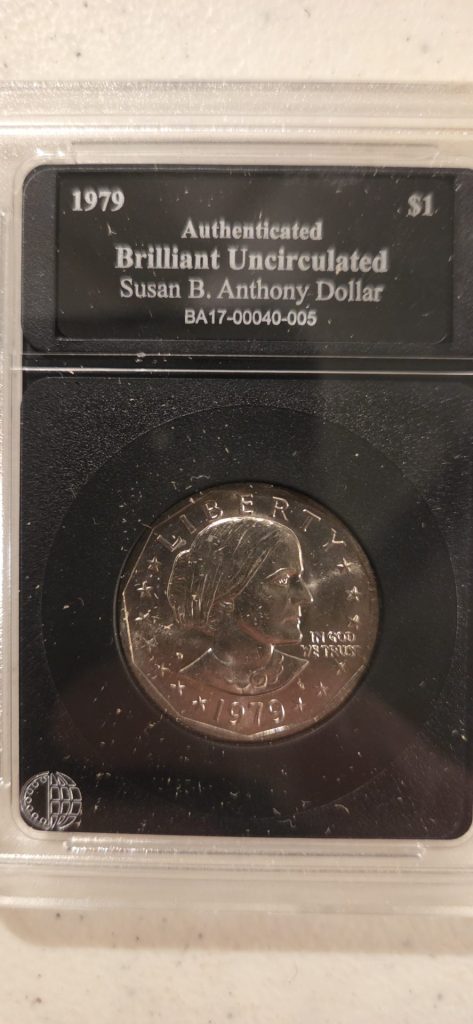 1979 $1
Authenticated
Brilliant Uncirculated
Susan B. Anthony Dollar
BA17-00040-005
LIBERTY
IN GOD
WE TRUST
1979